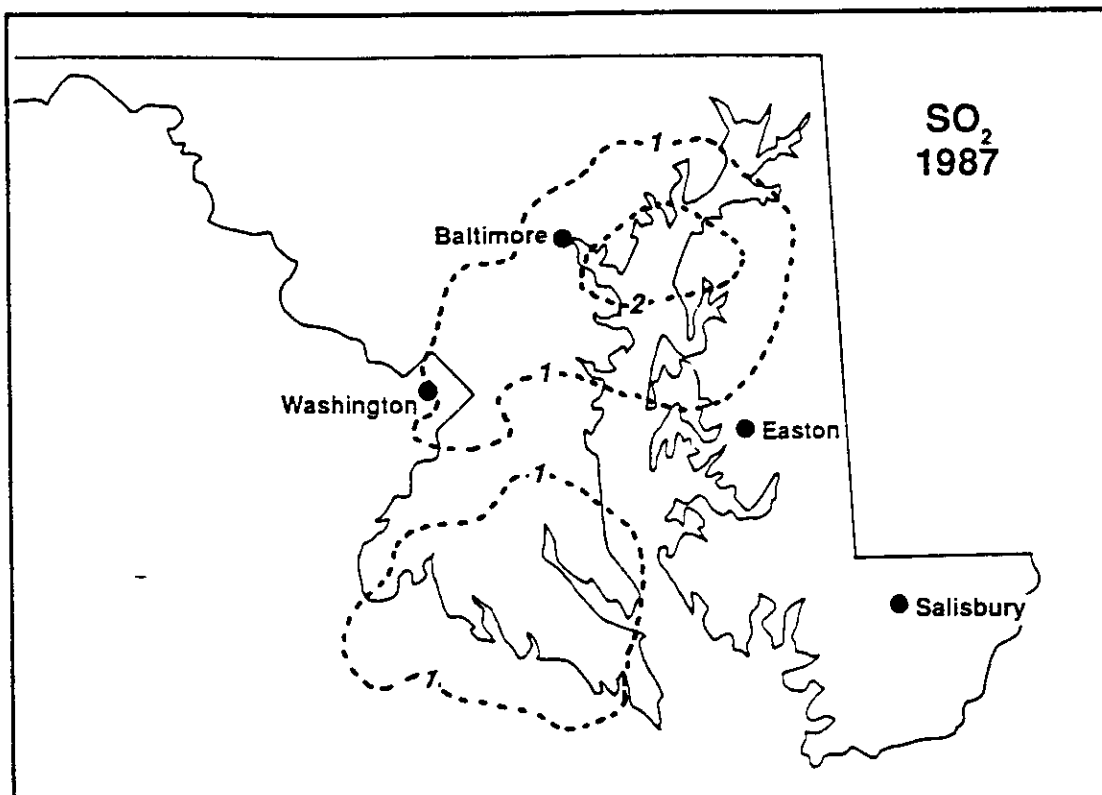 SO₂
1987
1
Baltimore
2
1
Washington
Easton
1
Salisbury
1